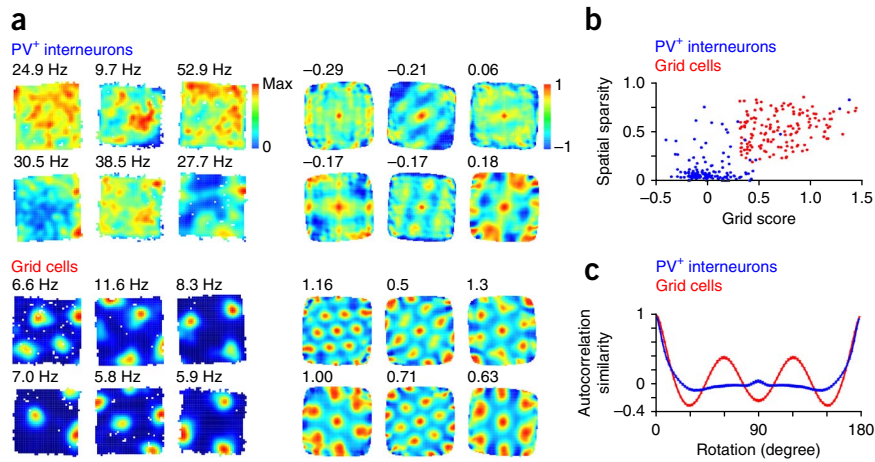 a
PV+ interneurons
24.9 Hz 9.7 Hz 52.9 Hz
Max
0
−0.29 −0.21 0.06
1
−1
30.5 Hz 38.5 Hz 27.7 Hz
−0.17 −0.17 0.18
Grid cells
6.6 Hz 11.6 Hz 8.3 Hz
1.16 0.5 1.3
7.0 Hz 5.8 Hz 5.9 Hz
1.00 0.71 0.63
b
PV+ interneurons
Grid cells
Spatial sparsity
1.0
0.5
0
−0.5 0 0.5 1.0 1.5
Grid score
c
PV+ interneurons
Grid cells
Autocorrelation
similarity
1
0
−0.4
0 90 180
Rotation (degree)